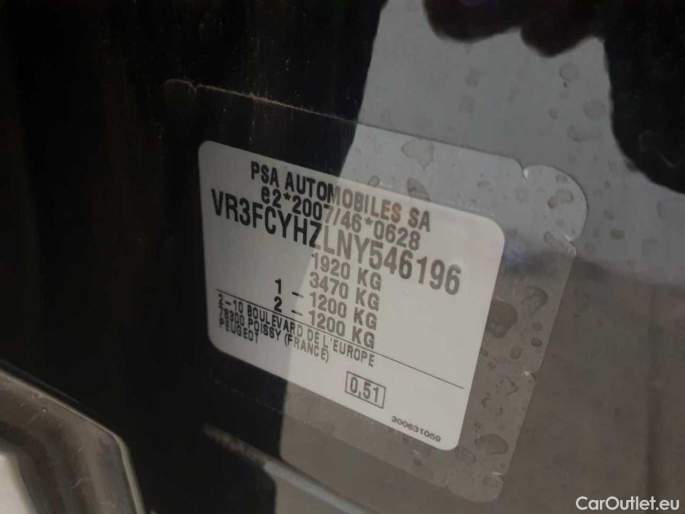 PSA AUTOMOBILES SA
e2*2007/46*0628
VR3FCYHZLNY546196
1920 KG
3470 KG
1 - 1200 KG
2 - 1200 KG
2-10 BOULEVARD DE L'EUROPE
78300 POISSY (FRANCE)
PEUGEOT
0,51
300631059
CarOutlet.eu